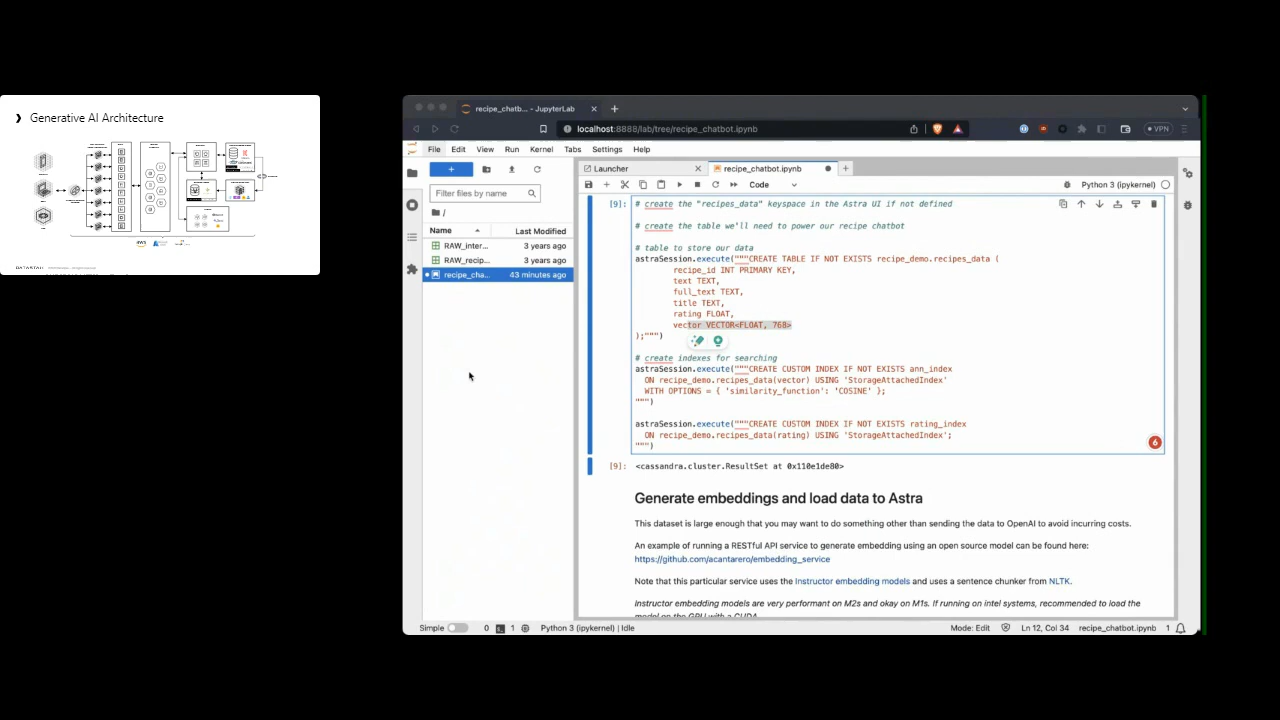 ❯ Generative AI Architecture
aws
recipe_chatb... - JupyterLab
localhost:8888/lab/tree/recipe_chatbot.ipynb
VPN
File Edit View Run Kernel Tabs Settings Help
Launcher
recipe_chatbot.ipynb
Code
Python 3 (ipykernel)
Filter files by name
/
Name Last Modified
RAW_inter... 3 years ago
RAW_recip... 3 years ago
recipe_cha... 43 minutes ago
[9]:
# create the "recipes_data" keyspace in the Astra UI if not defined
# create the table we'll need to power our recipe chatbot
# table to store our data
astraSession.execute("""CREATE TABLE IF NOT EXISTS recipe_demo.recipes_data (
recipe_id INT PRIMARY KEY,
text TEXT,
full_text TEXT,
title TEXT,
rating FLOAT,
vector VECTOR<FLOAT, 768>
);""")
# create indexes for searching
astraSession.execute("""CREATE CUSTOM INDEX IF NOT EXISTS ann_index
ON recipe_demo.recipes_data(vector) USING 'StorageAttachedIndex'
WITH OPTIONS = { 'similarity_function': 'COSINE' };
""")
astraSession.execute("""CREATE CUSTOM INDEX IF NOT EXISTS rating_index
ON recipe_demo.recipes_data(rating) USING 'StorageAttachedIndex';
""")
6
[9]: <cassandra.cluster.ResultSet at 0x110e1de80>
Generate embeddings and load data to Astra
This dataset is large enough that you may want to do something other than sending the data to OpenAI to avoid incurring costs.
An example of running a RESTful API service to generate embedding using an open source model can be found here:
https://github.com/acantarero/embedding_service
Note that this particular service uses the Instructor embedding models and uses a sentence chunker from NLTK.
Instructor embedding models are very performant on M2s and okay on M1s. If running on intel systems, recommended to load the
model on the GPU with a CUDA
Simple 0 1 Python 3 (ipykernel) | Idle
Mode: Edit Ln 12, Col 34 recipe_chatbot.ipynb 1